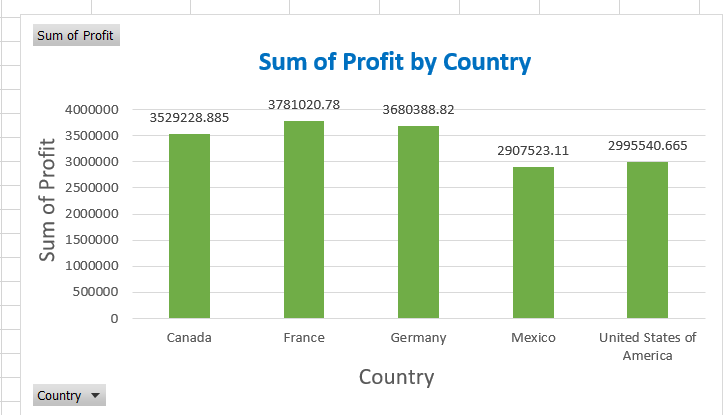 Sum of Profit
Sum of Profit by Country
Sum of Profit
4000000
3500000
3000000
2500000
2000000
1500000
1000000
500000
0
3529228.885
3781020.78
3680388.82
2907523.11
2995540.665
Canada
France
Germany
Mexico
United States of
America
Country
Country